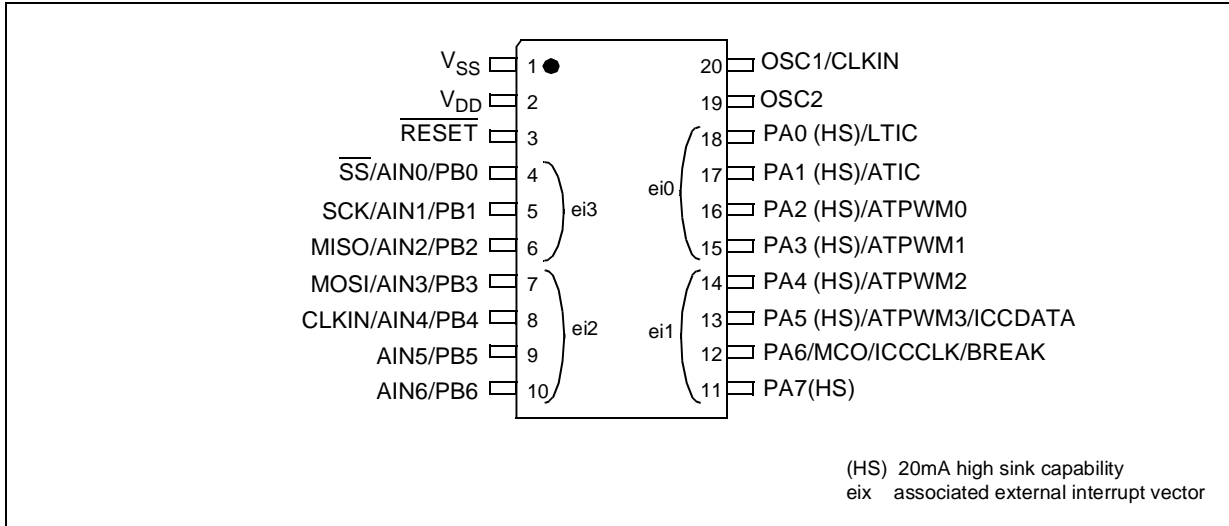 V_SS 1 20 OSC1/CLKIN
V_DD 2 19 OSC2
RESET 3 18 PA0 (HS)/LTIC
SS/AIN0/PB0 4 17 PA1 (HS)/ATIC
ei3 ei0
SCK/AIN1/PB1 5 16 PA2 (HS)/ATPWM0
MISO/AIN2/PB2 6 15 PA3 (HS)/ATPWM1
MOSI/AIN3/PB3 7 14 PA4 (HS)/ATPWM2
CLKIN/AIN4/PB4 8 13 PA5 (HS)/ATPWM3/ICCDATA
ei2 ei1
AIN5/PB5 9 12 PA6/MCO/ICCCLK/BREAK
AIN6/PB6 10 11 PA7(HS)
(HS) 20mA high sink capability
eix associated external interrupt vector